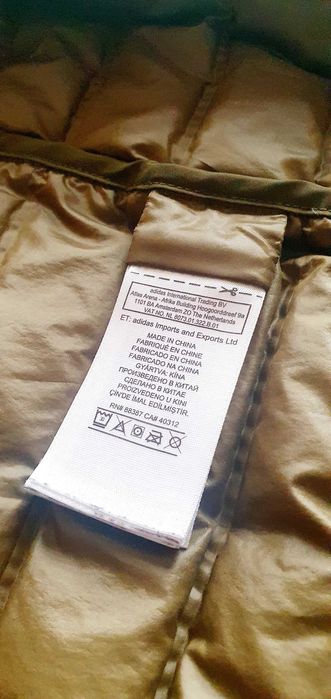 adidas International Trading BV
Atlas Arena - Afrika Building Hoogoorddreef 9a
1101 BA Amsterdam ZO The Netherlands
VAT NO. NL 8073.01.322.B.01
ET: adidas Imports and Exports Ltd
MADE IN CHINA
FABRIQUÉ EN CHINE
FABRICADO EN CHINA
FABRICADO NA CHINA
GYÁRTVA: KÍNA
ПРОИЗВЕДЕНО В КИТАЙ
СДЕЛАНО В КИТАЕ
PROIZVEDENO U KINI
ÇİN'DE İMAL EDİLMİŞTİR.
RN# 88387 CA# 40312